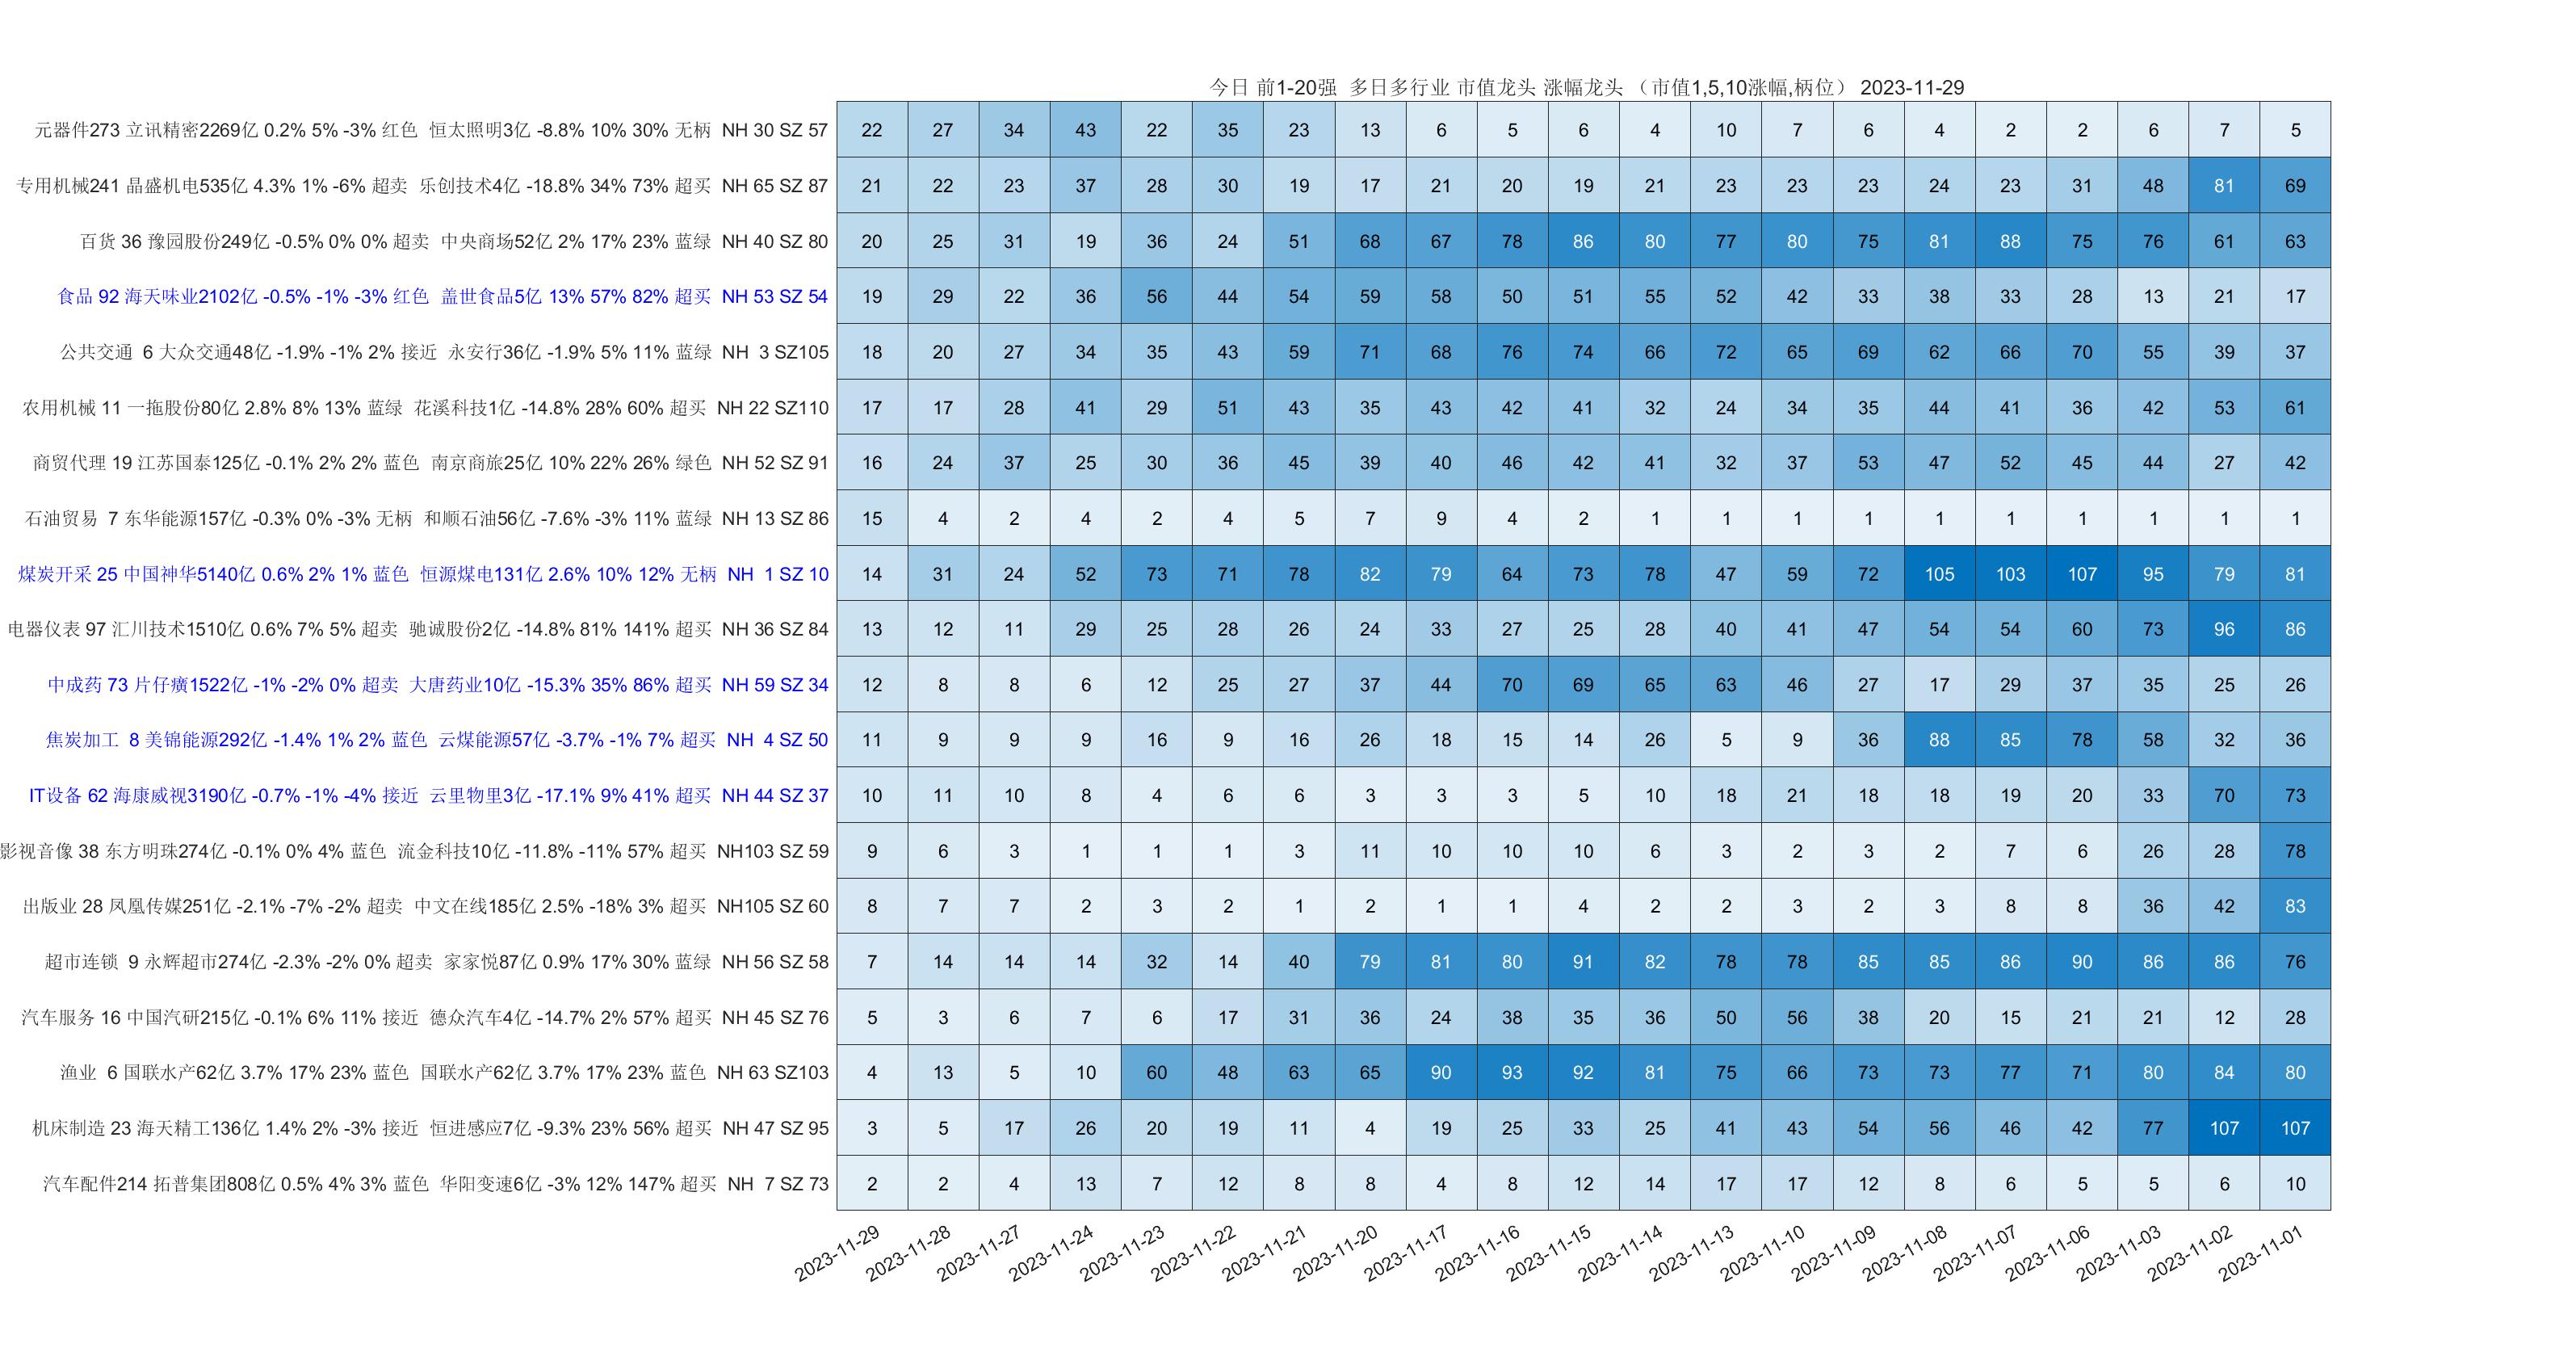 今日 前1-20强 多日多行业 市值龙头 涨幅龙头 （市值1,5,10涨幅,柄位） 2023-11-29
元器件273 立讯精密2269亿 0.2% 5% -3% 红色 恒太照明3亿 -8.8% 10% 30% 无柄 NH 30 SZ 57 22 27 34 43 22 35 23 13 6 5 6 4 10 7 6 4 2 2 6 7 5
专用机械241 晶盛机电535亿 4.3% 1% -6% 超卖 乐创技术4亿 -18.8% 34% 73% 超买 NH 65 SZ 87 21 22 23 37 28 30 19 17 21 20 19 21 23 23 23 24 23 31 48 81 69
百货 36 豫园股份249亿 -0.5% 0% 0% 超卖 中央商场52亿 2% 17% 23% 蓝绿 NH 40 SZ 80 20 25 31 19 36 24 51 68 67 78 86 80 77 80 75 81 88 75 76 61 63
食品 92 海天味业2102亿 -0.5% -1% -3% 红色 盖世食品5亿 13% 57% 82% 超买 NH 53 SZ 54 19 29 22 36 56 44 54 59 58 50 51 55 52 42 33 38 33 28 13 21 17
公共交通 6 大众交通48亿 -1.9% -1% 2% 接近 永安行36亿 -1.9% 5% 11% 蓝绿 NH 3 SZ105 18 20 27 34 35 43 59 71 68 76 74 66 72 65 69 62 66 70 55 39 37
农用机械 11 一拖股份80亿 2.8% 8% 13% 蓝绿 花溪科技1亿 -14.8% 28% 60% 超买 NH 22 SZ110 17 17 28 41 29 51 43 35 43 42 41 32 24 34 35 44 41 36 42 53 61
商贸代理 19 江苏国泰125亿 -0.1% 2% 2% 蓝色 南京商旅25亿 10% 22% 26% 绿色 NH 52 SZ 91 16 24 37 25 30 36 45 39 40 46 42 41 32 37 53 47 52 45 44 27 42
石油贸易 7 东华能源157亿 -0.3% 0% -3% 无柄 和顺石油56亿 -7.6% -3% 11% 蓝绿 NH 13 SZ 86 15 4 2 4 2 4 5 7 9 4 2 1 1 1 1 1 1 1 1 1 1
煤炭开采 25 中国神华5140亿 0.6% 2% 1% 蓝色 恒源煤电131亿 2.6% 10% 12% 无柄 NH 1 SZ 10 14 31 24 52 73 71 78 82 79 64 73 78 47 59 72 105 103 107 95 79 81
电器仪表 97 汇川技术1510亿 0.6% 7% 5% 超卖 驰诚股份2亿 -14.8% 81% 141% 超买 NH 36 SZ 84 13 12 11 29 25 28 26 24 33 27 25 28 40 41 47 54 54 60 73 96 86
中成药 73 片仔癀1522亿 -1% -2% 0% 超卖 大唐药业10亿 -15.3% 35% 86% 超买 NH 59 SZ 34 12 8 8 6 12 25 27 37 44 70 69 65 63 46 27 17 29 37 35 25 26
焦炭加工 8 美锦能源292亿 -1.4% 1% 2% 蓝色 云煤能源57亿 -3.7% -1% 7% 超买 NH 4 SZ 50 11 9 9 9 16 9 16 26 18 15 14 26 5 9 36 88 85 78 58 32 36
IT设备 62 海康威视3190亿 -0.7% -1% -4% 接近 云里物里3亿 -17.1% 9% 41% 超买 NH 44 SZ 37 10 11 10 8 4 6 6 3 3 3 5 10 18 21 18 18 19 20 33 70 73
影视音像 38 东方明珠274亿 -0.1% 0% 4% 蓝色 流金科技10亿 -11.8% -11% 57% 超买 NH103 SZ 59 9 6 3 1 1 1 3 11 10 10 10 6 3 2 3 2 7 6 26 28 78
出版业 28 凤凰传媒251亿 -2.1% -7% -2% 超卖 中文在线185亿 2.5% -18% 3% 超买 NH105 SZ 60 8 7 7 2 3 2 1 2 1 1 4 2 2 3 2 3 8 8 36 42 83
超市连锁 9 永辉超市274亿 -2.3% -2% 0% 超卖 家家悦87亿 0.9% 17% 30% 蓝绿 NH 56 SZ 58 7 14 14 14 32 14 40 79 81 80 91 82 78 78 85 85 86 90 86 86 76
汽车服务 16 中国汽研215亿 -0.1% 6% 11% 接近 德众汽车4亿 -14.7% 2% 57% 超买 NH 45 SZ 76 5 3 6 7 6 17 31 36 24 38 35 36 50 56 38 20 15 21 21 12 28
渔业 6 国联水产62亿 3.7% 17% 23% 蓝色 国联水产62亿 3.7% 17% 23% 蓝色 NH 63 SZ103 4 13 5 10 60 48 63 65 90 93 92 81 75 66 73 73 77 71 80 84 80
机床制造 23 海天精工136亿 1.4% 2% -3% 接近 恒进感应7亿 -9.3% 23% 56% 超买 NH 47 SZ 95 3 5 17 26 20 19 11 4 19 25 33 25 41 43 54 56 46 42 77 107 107
汽车配件214 拓普集团808亿 0.5% 4% 3% 蓝色 华阳变速6亿 -3% 12% 147% 超买 NH 7 SZ 73 2 2 4 13 7 12 8 8 4 8 12 14 17 17 12 8 6 5 5 6 10
2023-11-29 2023-11-28 2023-11-27 2023-11-24 2023-11-23 2023-11-22 2023-11-21 2023-11-20 2023-11-17 2023-11-16 2023-11-15 2023-11-14 2023-11-13 2023-11-10 2023-11-09 2023-11-08 2023-11-07 2023-11-06 2023-11-03 2023-11-02 2023-11-01